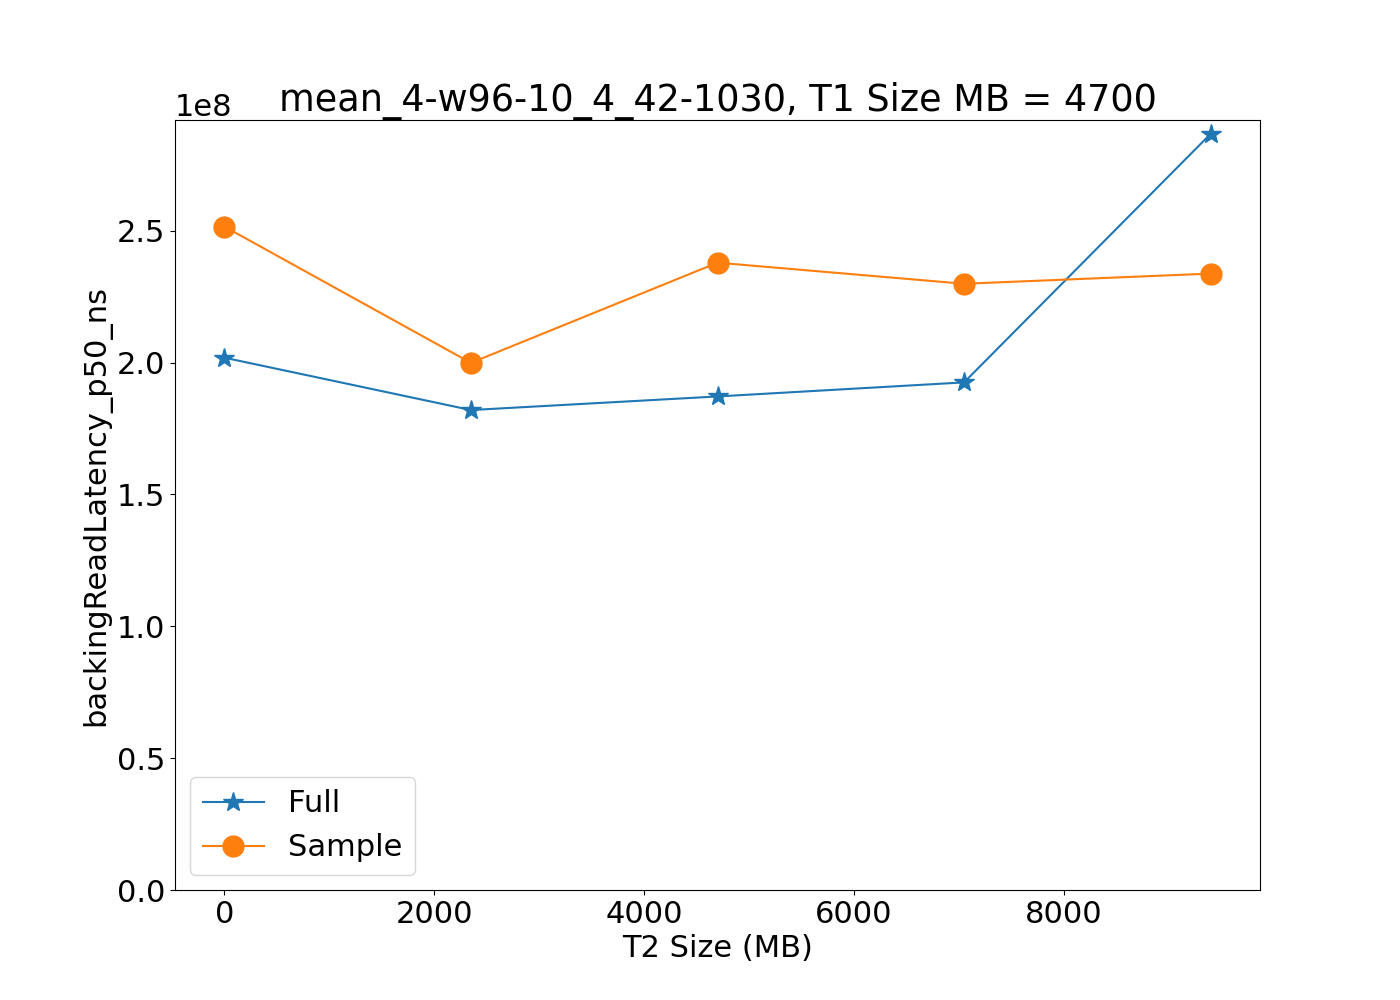 mean_4-w96-10_4_42-1030, T1 Size MB = 4700
1e8
2.5
2.0
1.5
1.0
0.5
0.0
backingReadLatency_p50_ns
Full
Sample
0 2000 4000 6000 8000
T2 Size (MB)